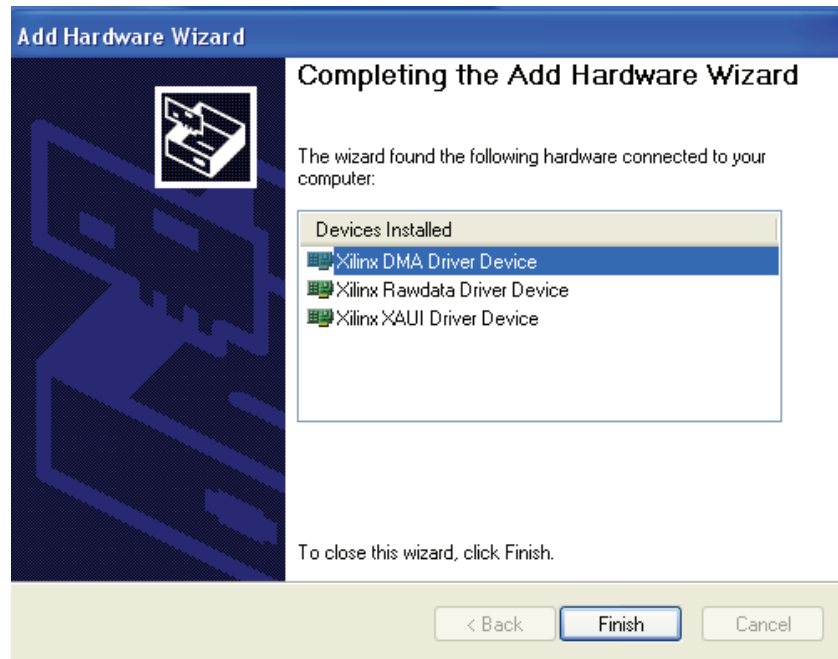 Add Hardware Wizard
Completing the Add Hardware Wizard
The wizard found the following hardware connected to your
computer:
Devices Installed
Xilinx DMA Driver Device
Xilinx Rawdata Driver Device
Xilinx XAUI Driver Device
To close this wizard, click Finish.
< Back Finish Cancel